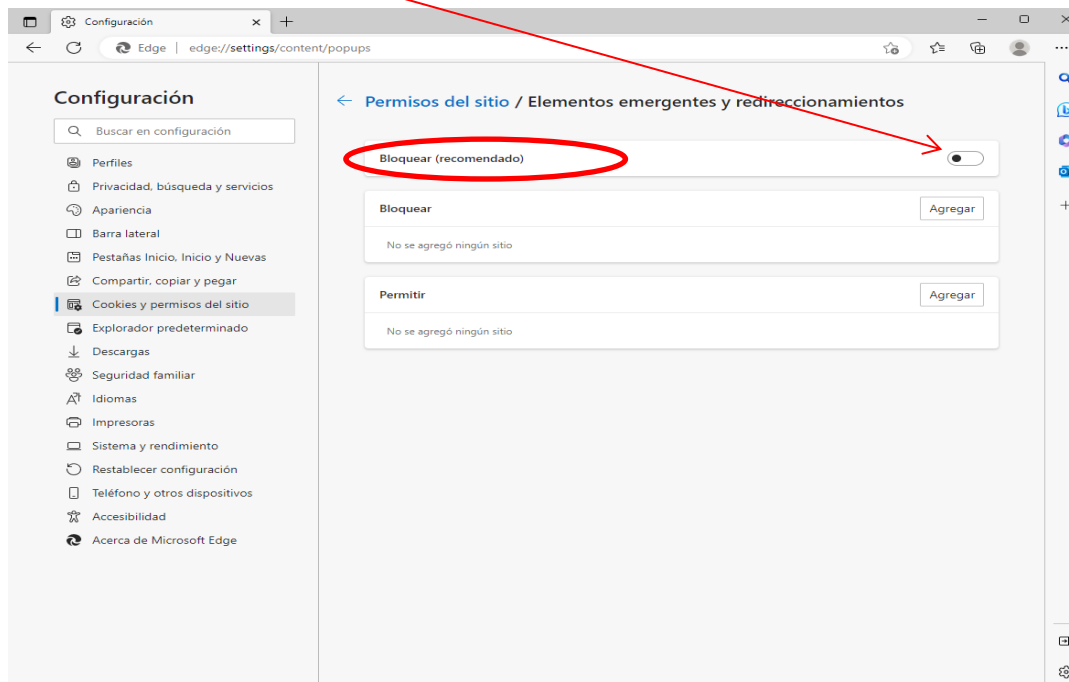 Configuración
Edge | edge://settings/content/popups
Configuración
Buscar en configuración
Perfiles
Privacidad, búsqueda y servicios
Apariencia
Barra lateral
Pestañas Inicio, Inicio y Nuevas
Compartir, copiar y pegar
Cookies y permisos del sitio
Explorador predeterminado
Descargas
Seguridad familiar
Idiomas
Impresoras
Sistema y rendimiento
Restablecer configuración
Teléfono y otros dispositivos
Accesibilidad
Acerca de Microsoft Edge
Permisos del sitio / Elementos emergentes y redireccionamientos
Bloquear (recomendado)
Bloquear
Agregar
No se agregó ningún sitio
Permitir
Agregar
No se agregó ningún sitio